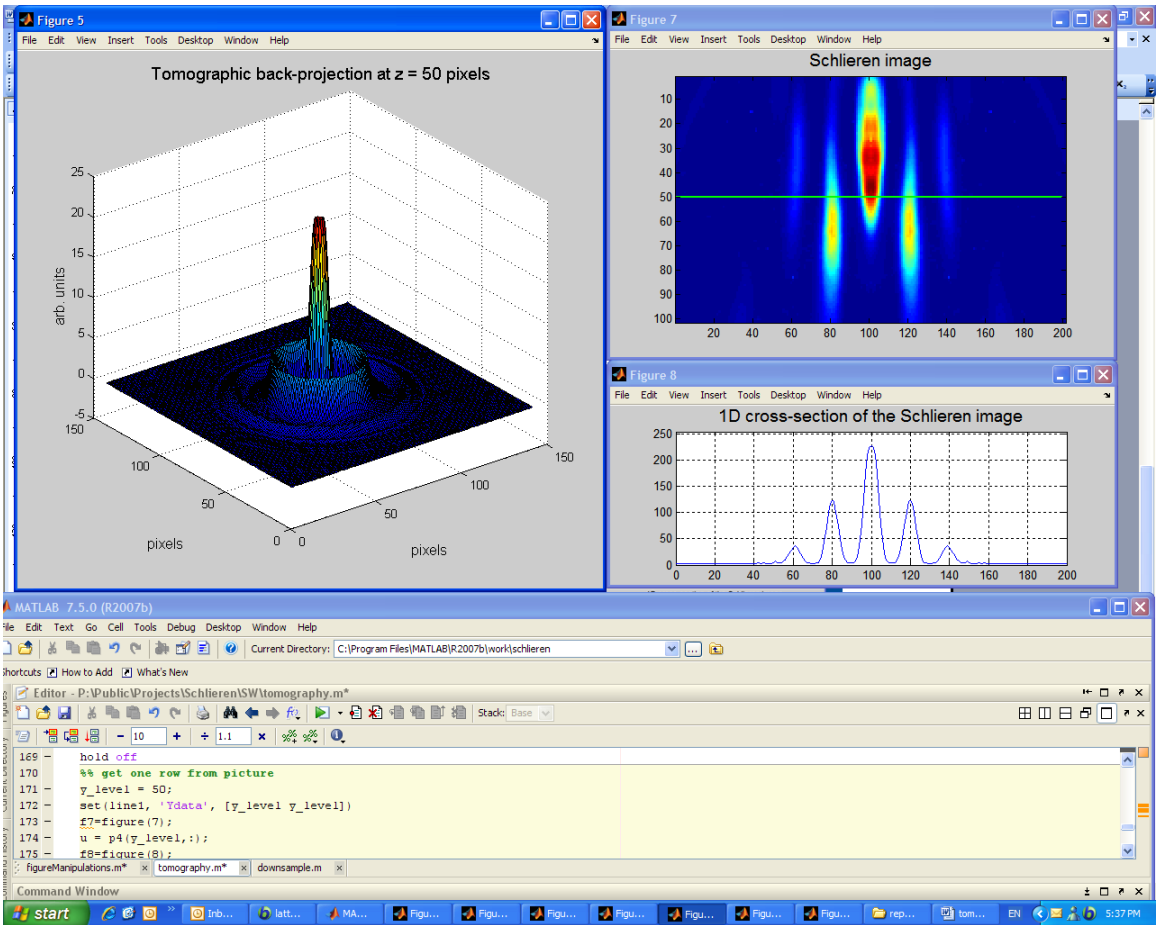 Figure 5
File Edit View Insert Tools Desktop Window Help
Tomographic back-projection at z = 50 pixels
25
20
15
10
5
0
-5
arb. units
150
100
50
0
pixels
0
50
100
150
pixels
Figure 7
File Edit View Insert Tools Desktop Window Help
Schlieren image
10
20
30
40
50
60
70
80
90
100
20 40 60 80 100 120 140 160 180 200
Figure 8
File Edit View Insert Tools Desktop Window Help
1D cross-section of the Schlieren image
250
200
150
100
50
0
0 20 40 60 80 100 120 140 160 180 200
MATLAB 7.5.0 (R2007b)
File Edit Text Go Cell Tools Debug Desktop Window Help
Current Directory: C:\Program Files\MATLAB\R2007b\work\schlieren
Shortcuts How to Add What's New
Editor - P:\Public\Projects\Schlieren\SW\tomography.m*
Stack: Base
− 10 + ÷ 1.1 ×
169 - hold off
170 %% get one row from picture
171 - y_level = 50;
172 - set(line1, 'Ydata', [y_level y_level])
173 - f7=figure(7);
174 - u = p4(y_level,:);
175 - f8=figure(8);
figureManipulations.m* × tomography.m* × downsample.m ×
Command Window
start
Inb...
latt...
MA...
Figu...
Figu...
Figu...
Figu...
Figu...
Figu...
Figu...
rep...
tom...
EN
5:37 PM